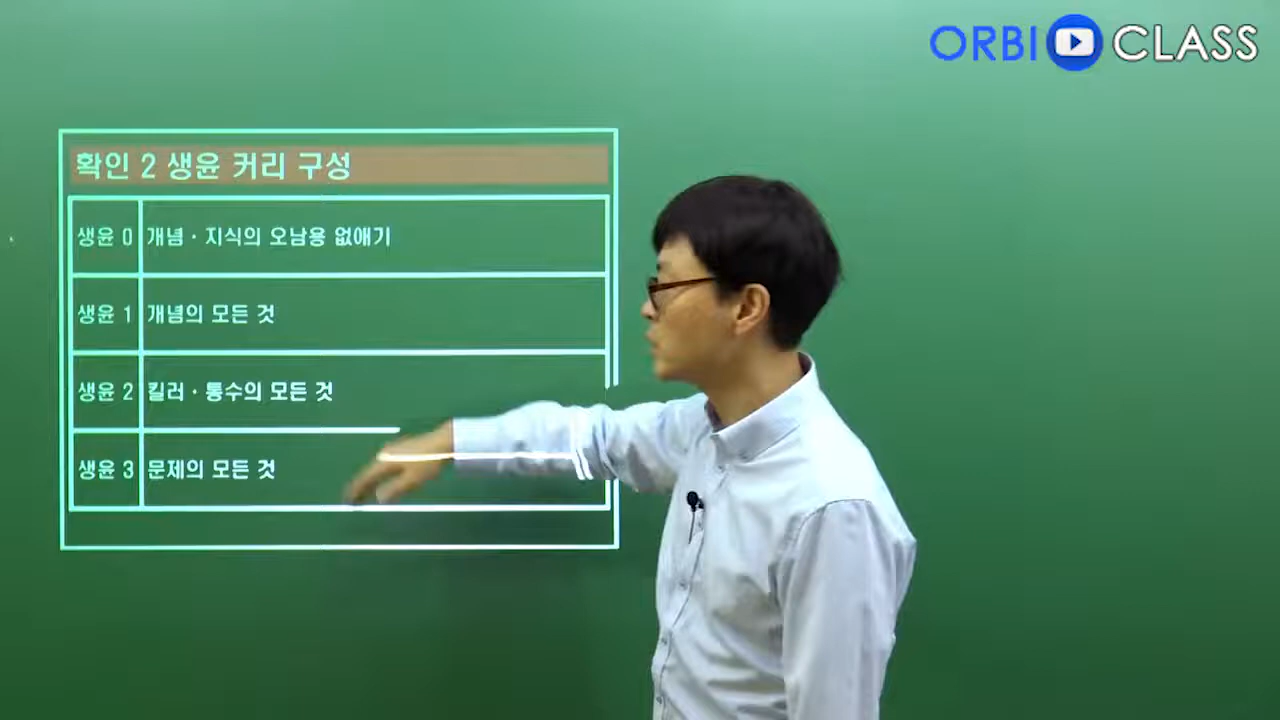 ORBI CLASS
확인 2 생윤 커리 구성
생윤 0 개념·지식의 오남용 없애기
생윤 1 개념의 모든 것
생윤 2 킬러·통수의 모든 것
생윤 3 문제의 모든 것